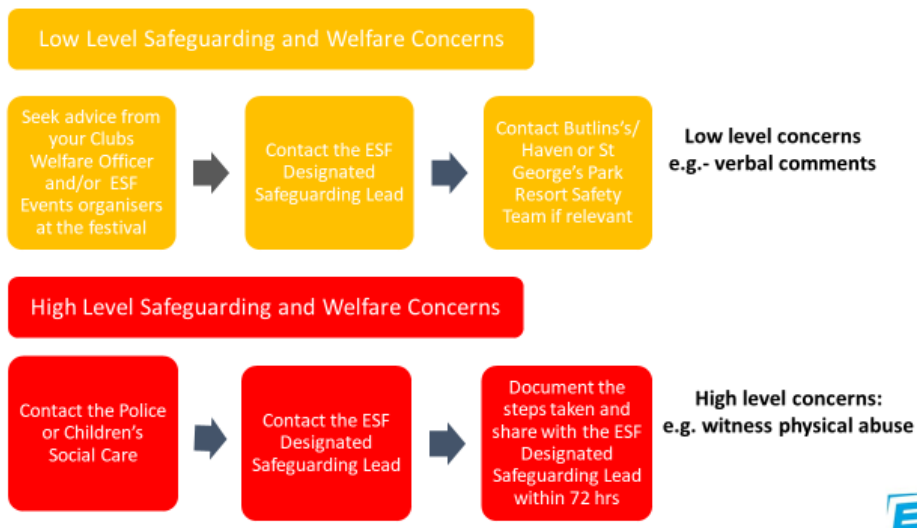 Low Level Safeguarding and Welfare Concerns
Seek advice from
your Clubs
Welfare Officer
and/or ESF
Events organisers
at the festival
Contact the ESF
Designated
Safeguarding Lead
Contact Butlins's/
Haven or St
George's Park
Resort Safety
Team if relevant
Low level concerns
e.g.- verbal comments
High Level Safeguarding and Welfare Concerns
Contact the Police
or Children's
Social Care
Contact the ESF
Designated
Safeguarding Lead
Document the
steps taken and
share with the ESF
Designated
Safeguarding Lead
within 72 hrs
High level concerns:
e.g. witness physical abuse